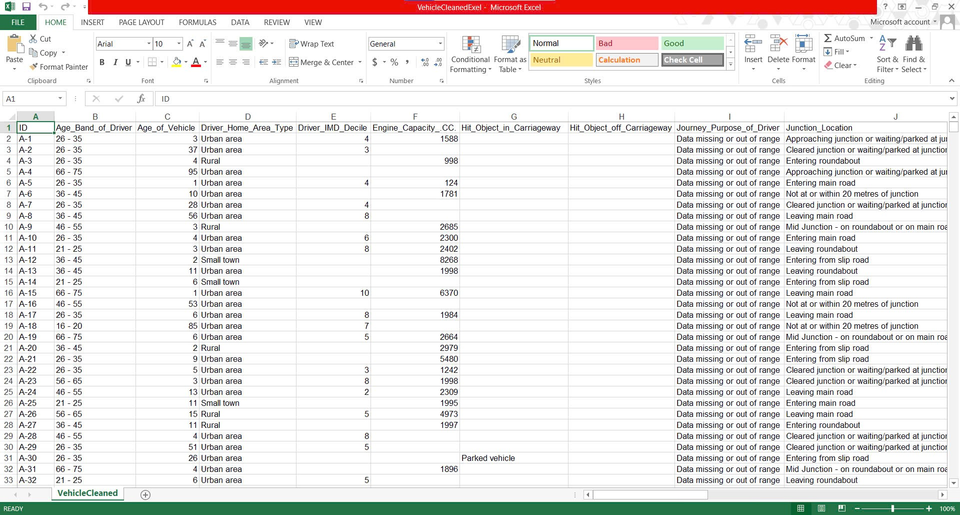 VehicleCleanedExel - Microsoft Excel
FILE HOME INSERT PAGE LAYOUT FORMULAS DATA REVIEW VIEW Microsoft account
Cut Arial 10 Wrap Text General Normal Bad Good AutoSum
Copy Fill
Paste Format Painter Merge & Center Conditional Formatting Format as Table Neutral Calculation Check Cell Insert Delete Format Clear Sort & Filter Find & Select
Clipboard Font Alignment Number Styles Cells Editing
A1 ID
A B C D E F G H I J
1 ID Age_Band_of_Driver Age_of_Vehicle Driver_Home_Area_Type Driver_IMD_Decile Engine_Capacity_.CC. Hit_Object_in_Carriageway Hit_Object_off_Carriageway Journey_Purpose_of_Driver Junction_Location
2 A-1 26 - 35 3 Urban area 4 1588 Data missing or out of range Approaching junction or waiting/parked at jun
3 A-2 26 - 35 37 Urban area 3 Data missing or out of range Cleared junction or waiting/parked at junction
4 A-3 26 - 35 4 Rural 998 Data missing or out of range Entering roundabout
5 A-4 66 - 75 95 Urban area Data missing or out of range Approaching junction or waiting/parked at jun
6 A-5 26 - 35 1 Urban area 4 124 Data missing or out of range Entering main road
7 A-6 36 - 45 10 Urban area 1781 Data missing or out of range Not at or within 20 metres of junction
8 A-7 26 - 35 28 Urban area 4 Data missing or out of range Cleared junction or waiting/parked at junction
9 A-8 36 - 45 56 Urban area 8 Data missing or out of range Leaving main road
10 A-9 46 - 55 3 Rural 2685 Data missing or out of range Mid Junction - on roundabout or on main roa
11 A-10 26 - 35 4 Urban area 6 2300 Data missing or out of range Entering main road
12 A-11 21 - 25 3 Urban area 8 2402 Data missing or out of range Leaving roundabout
13 A-12 36 - 45 2 Small town 8268 Data missing or out of range Entering from slip road
14 A-13 36 - 45 11 Urban area 1998 Data missing or out of range Leaving roundabout
15 A-14 21 - 25 6 Small town Data missing or out of range Entering from slip road
16 A-15 66 - 75 1 Urban area 10 6370 Data missing or out of range Leaving main road
17 A-16 46 - 55 53 Urban area Data missing or out of range Not at or within 20 metres of junction
18 A-17 26 - 35 6 Urban area 8 1984 Data missing or out of range Leaving main road
19 A-18 16 - 20 85 Urban area 7 Data missing or out of range Not at or within 20 metres of junction
20 A-19 66 - 75 6 Urban area 5 2664 Data missing or out of range Mid Junction - on roundabout or on main roa
21 A-20 36 - 45 2 Rural 2979 Data missing or out of range Entering from slip road
22 A-21 26 - 35 9 Urban area 5480 Data missing or out of range Entering from slip road
23 A-22 26 - 35 5 Urban area 3 1242 Data missing or out of range Cleared junction or waiting/parked at junction
24 A-23 56 - 65 3 Urban area 8 1998 Data missing or out of range Cleared junction or waiting/parked at junction
25 A-24 46 - 55 13 Urban area 2 2309 Data missing or out of range Leaving main road
26 A-25 21 - 25 11 Small town 1995 Data missing or out of range Entering main road
27 A-26 56 - 65 15 Rural 5 4973 Data missing or out of range Leaving main road
28 A-27 36 - 45 11 Rural 1997 Data missing or out of range Entering roundabout
29 A-28 46 - 55 4 Urban area 8 Data missing or out of range Cleared junction or waiting/parked at junction
30 A-29 26 - 35 51 Urban area 5 Data missing or out of range Cleared junction or waiting/parked at junction
31 A-30 26 - 35 26 Urban area Parked vehicle Data missing or out of range Entering from slip road
32 A-31 66 - 75 4 Urban area 1896 Data missing or out of range Mid Junction - on roundabout or on main roa
33 A-32 21 - 25 6 Urban area 5 Data missing or out of range Leaving roundabout
VehicleCleaned
READY 100%